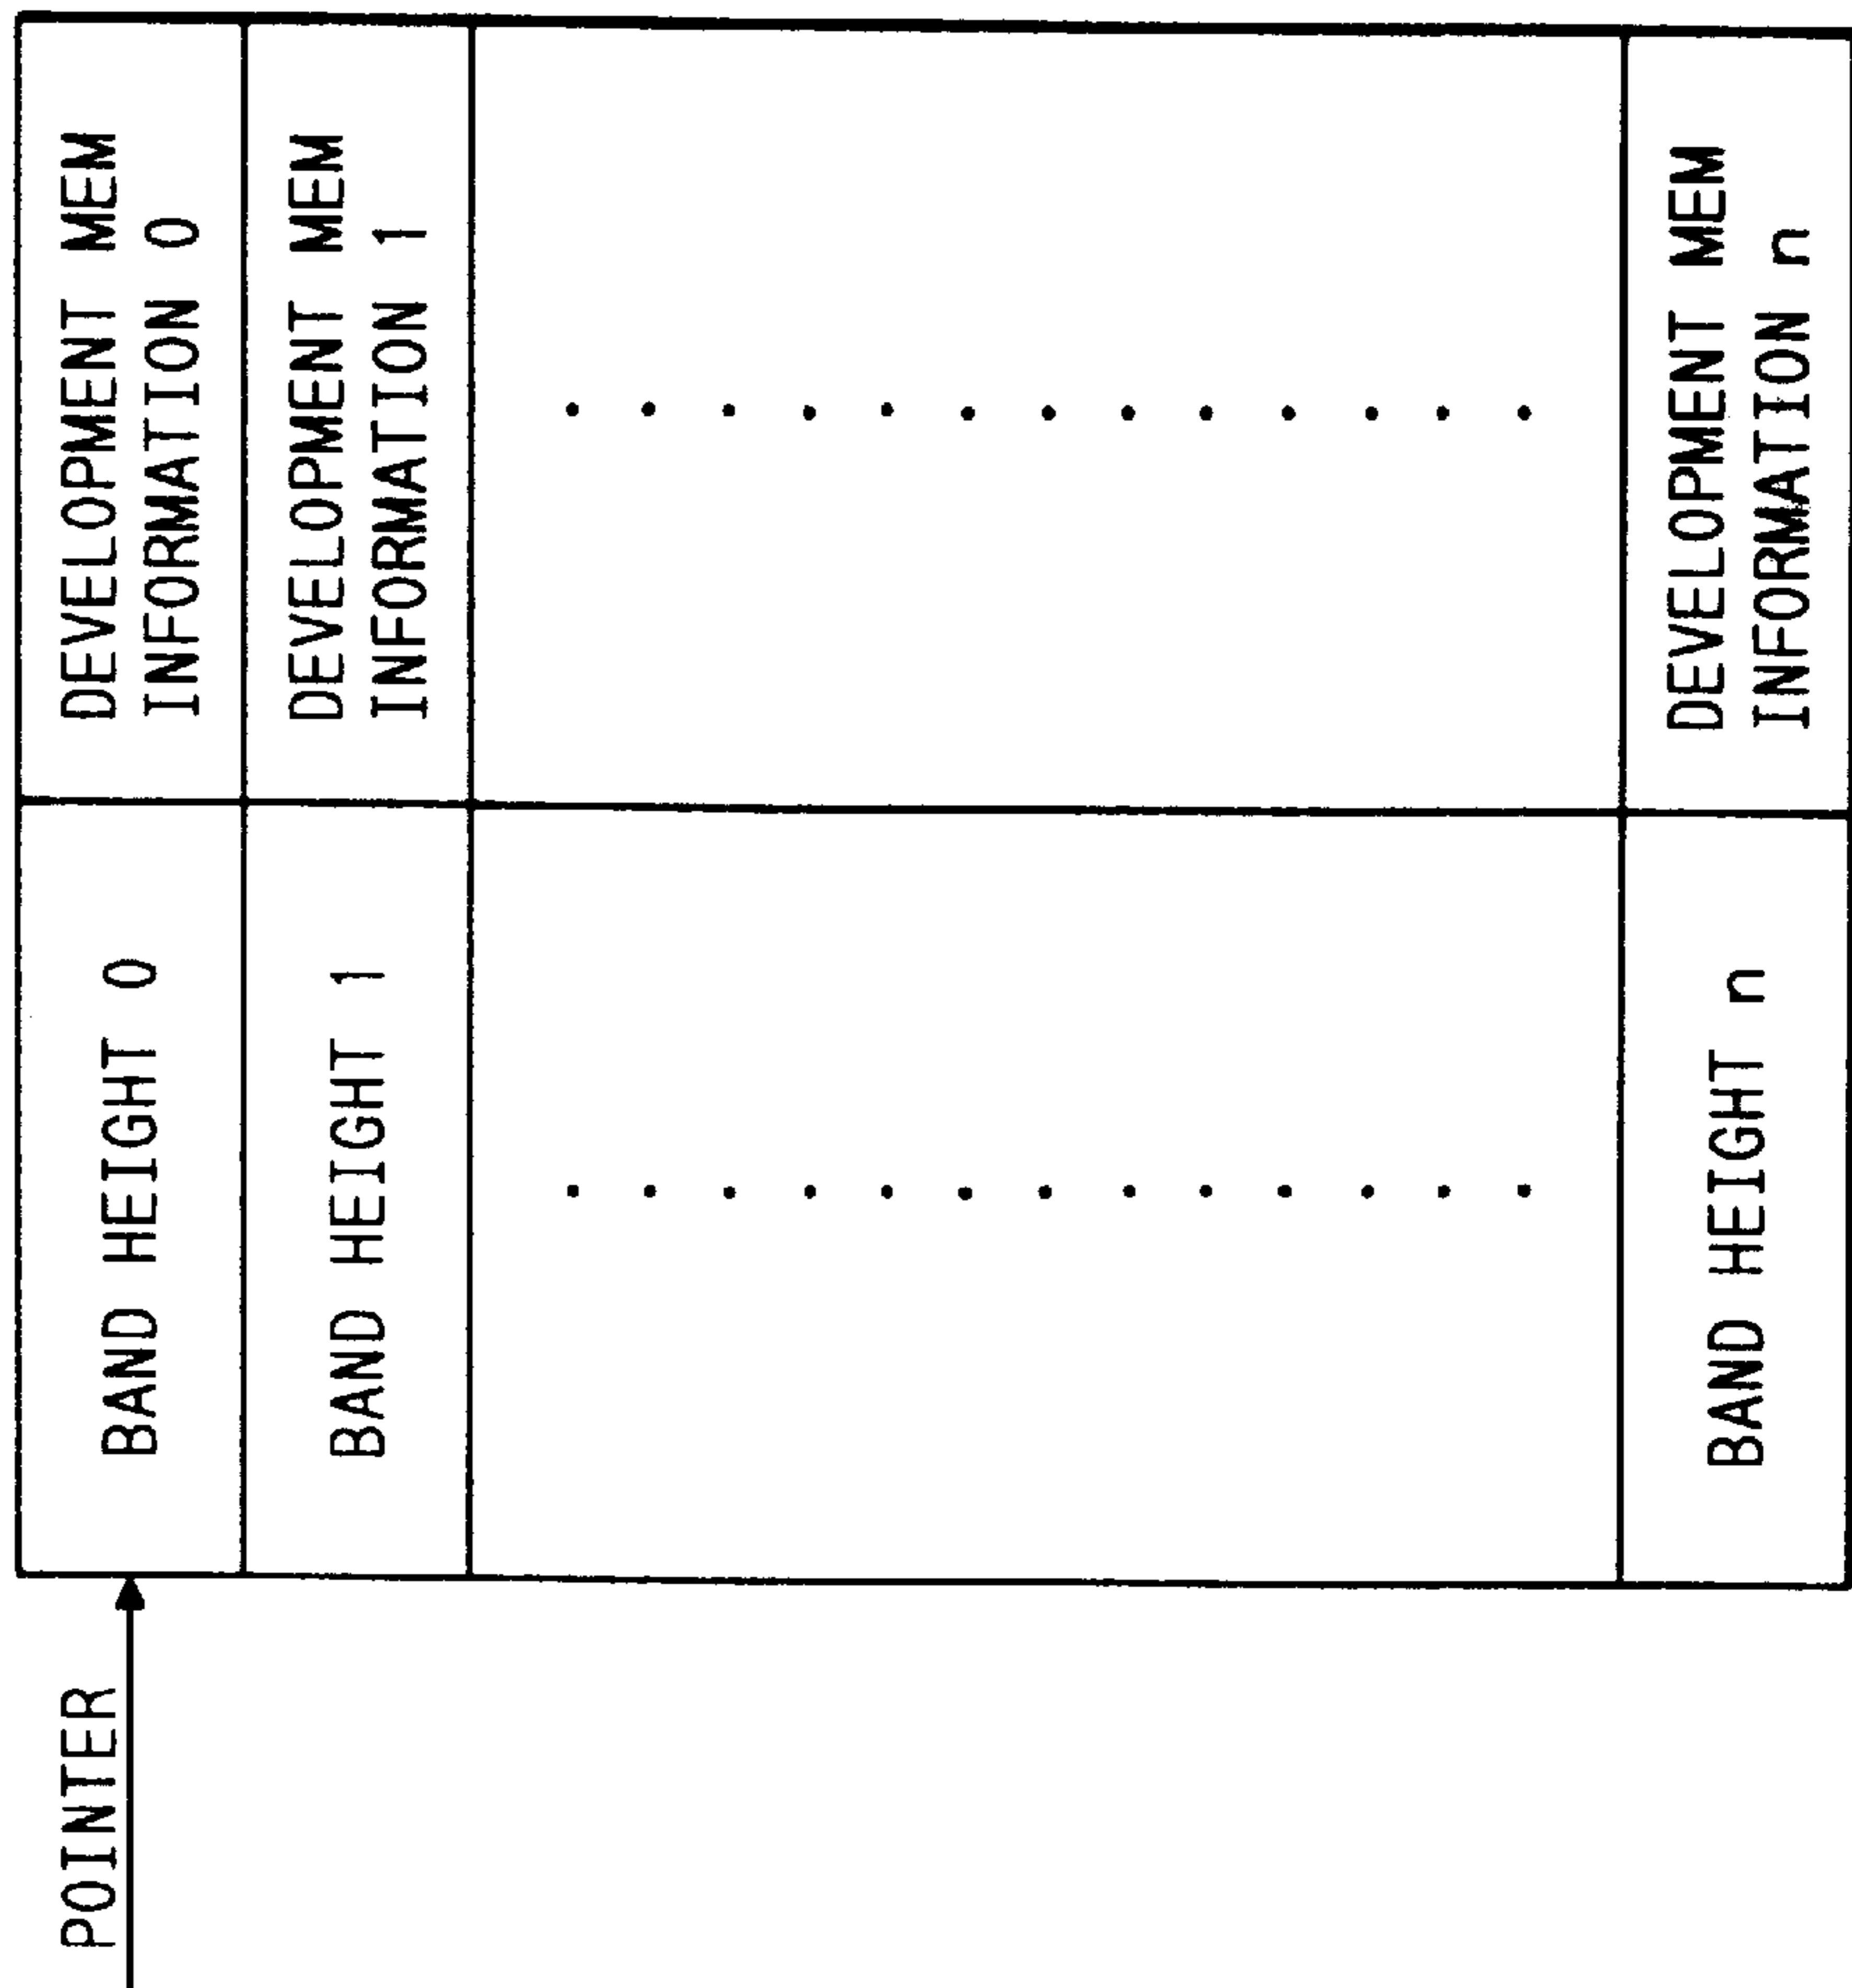 POINTER
BAND HEIGHT 0
DEVELOPMENT MEM
INFORMATION 0
BAND HEIGHT 1
DEVELOPMENT MEM
INFORMATION 1
BAND HEIGHT n
DEVELOPMENT MEM
INFORMATION n